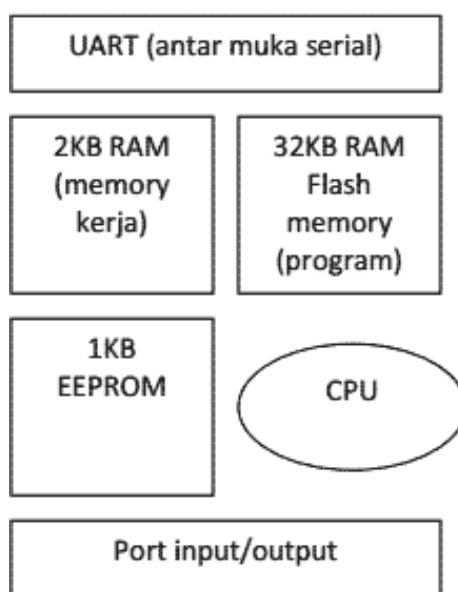 UART (antar muka serial)
2KB RAM
(memory
kerja)
32KB RAM
Flash
memory
(program)
1KB
EEPROM
CPU
Port input/output